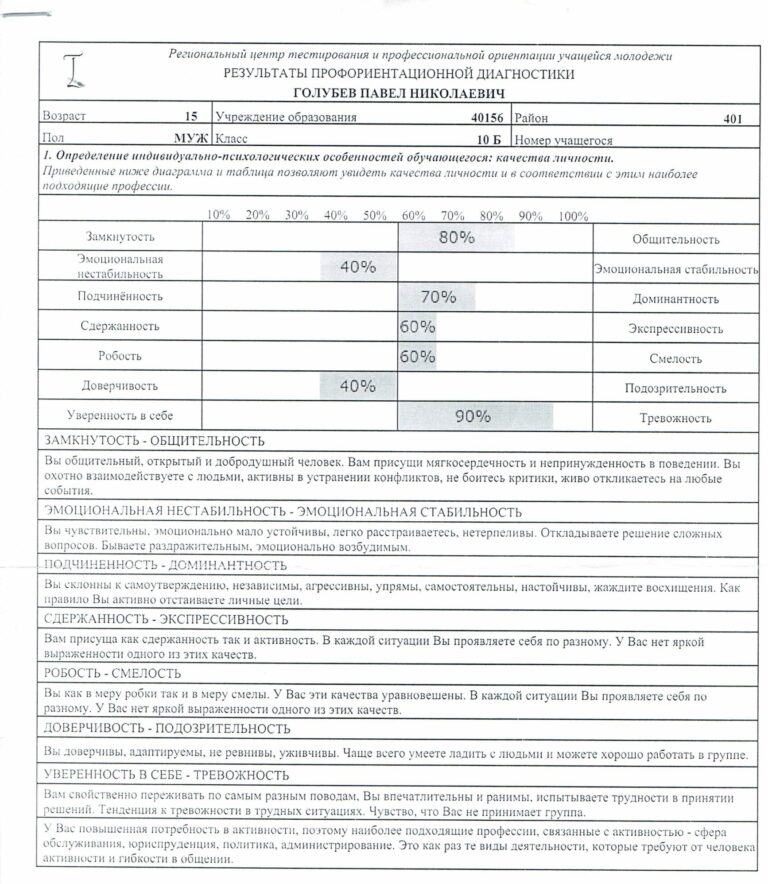 Региональный центр тестирования и профессиональной ориентации учащейся молодежи
РЕЗУЛЬТАТЫ ПРОФОРИЕНТАЦИОННОЙ ДИАГНОСТИКИ
ГОЛУБЕВ ПАВЕЛ НИКОЛАЕВИЧ
Возраст 15 Учреждение образования 40156 Район 401
Пол МУЖ Класс 10 Б Номер учащегося
1. Определение индивидуально-психологических особенностей обучающегося: качества личности.
Приведенные ниже диаграмма и таблица позволяют увидеть качества личности и в соответствии с этим наиболее
подходящие профессии.
10% 20% 30% 40% 50% 60% 70% 80% 90% 100%
Замкнутость 80% Общительность
Эмоциональная
нестабильность 40% Эмоциональная стабильность
Подчинённость 70% Доминантность
Сдержанность 60% Экспрессивность
Робость 60% Смелость
Доверчивость 40% Подозрительность
Уверенность в себе 90% Тревожность
ЗАМКНУТОСТЬ - ОБЩИТЕЛЬНОСТЬ
Вы общительный, открытый и добродушный человек. Вам присущи мягкосердечность и непринужденность в поведении. Вы
охотно взаимодействуете с людьми, активны в устранении конфликтов, не боитесь критики, живо откликаетесь на любые
события.
ЭМОЦИОНАЛЬНАЯ НЕСТАБИЛЬНОСТЬ - ЭМОЦИОНАЛЬНАЯ СТАБИЛЬНОСТЬ
Вы чувствительны, эмоционально мало устойчивы, легко расстраиваетесь, нетерпеливы. Откладываете решение сложных
вопросов. Бываете раздражительным, эмоционально возбудимым.
ПОДЧИНЕННОСТЬ - ДОМИНАНТНОСТЬ
Вы склонны к самоутверждению, независимы, агрессивны, упрямы, самостоятельны, настойчивы, жаждите восхищения. Как
правило Вы активно отстаиваете личные цели.
СДЕРЖАННОСТЬ - ЭКСПРЕССИВНОСТЬ
Вам присуща как сдержанность так и активность. В каждой ситуации Вы проявляете себя по разному. У Вас нет яркой
выраженности одного из этих качеств.
РОБОСТЬ - СМЕЛОСТЬ
Вы как в меру робки так и в меру смелы. У Вас эти качества уравновешены. В каждой ситуации Вы проявляете себя по
разному. У Вас нет яркой выраженности одного из этих качеств.
ДОВЕРЧИВОСТЬ - ПОДОЗРИТЕЛЬНОСТЬ
Вы доверчивы, адаптируемы, не ревнивы, уживчивы. Чаще всего умеете ладить с людьми и можете хорошо работать в группе.
УВЕРЕННОСТЬ В СЕБЕ - ТРЕВОЖНОСТЬ
Вам свойственно переживать по самым разным поводам, Вы впечатлительны и ранимы, испытываете трудности в принятии
решений. Тенденция к тревожности в трудных ситуациях. Чувство, что Вас не принимает группа.
У Вас повышенная потребность в активности, поэтому наиболее подходящие профессии, связанные с активностью - сфера
обслуживания, юриспруденция, политика, администрирование. Это как раз те виды деятельности, которые требуют от человека
активности и гибкости в общении.